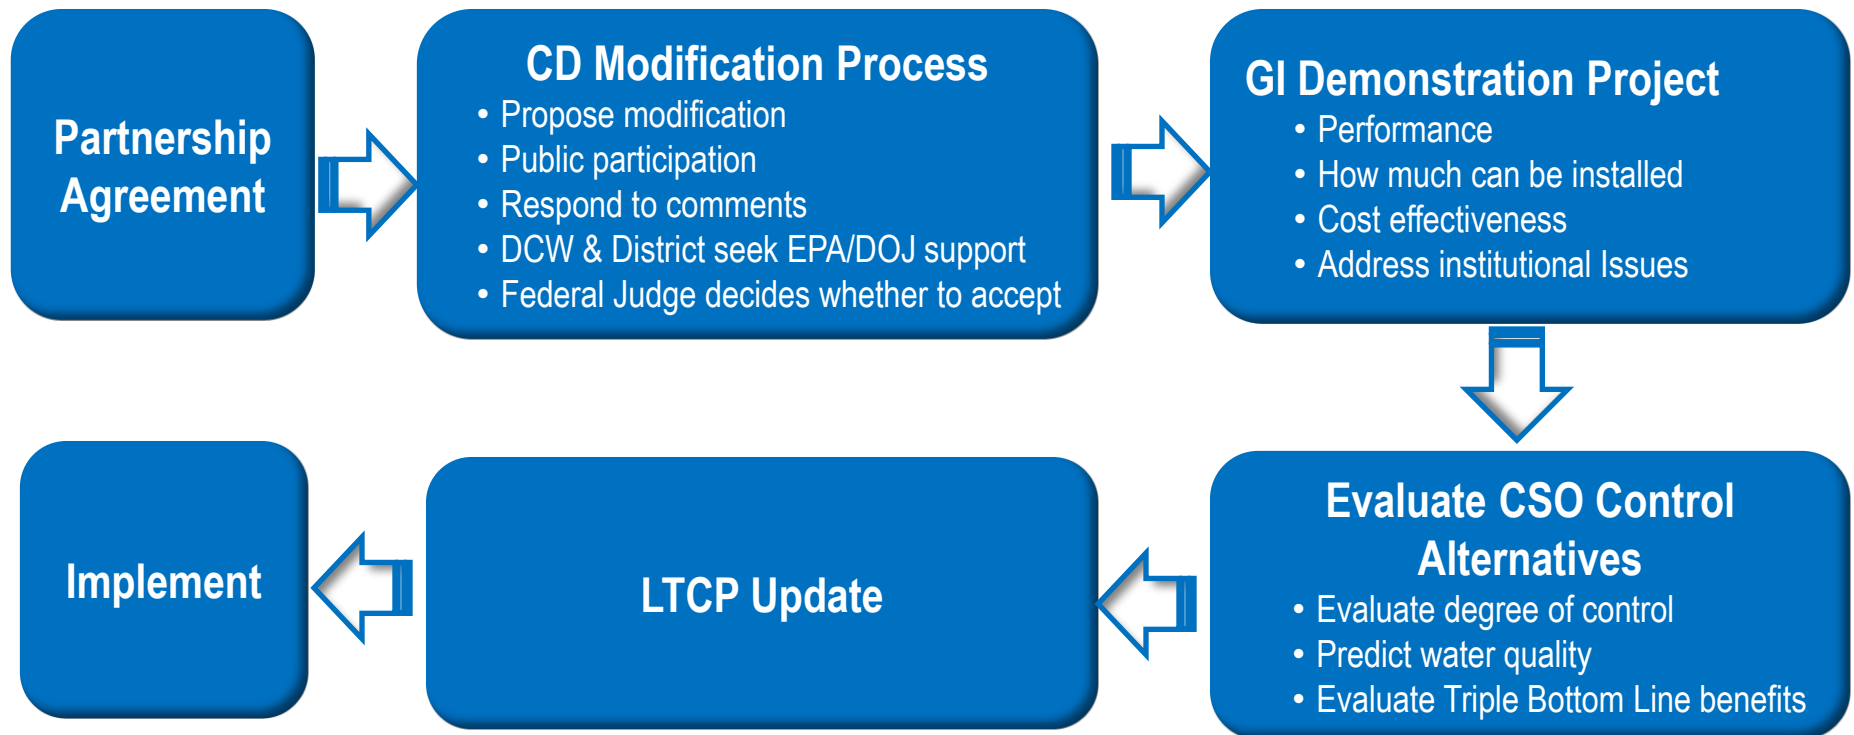 Partnership
Agreement
CD Modification Process
• Propose modification
• Public participation
• Respond to comments
• DCW & District seek EPA/DOJ support
• Federal Judge decides whether to accept
GI Demonstration Project
• Performance
• How much can be installed
• Cost effectiveness
• Address institutional Issues
Evaluate CSO Control
Alternatives
• Evaluate degree of control
• Predict water quality
• Evaluate Triple Bottom Line benefits
LTCP Update
Implement